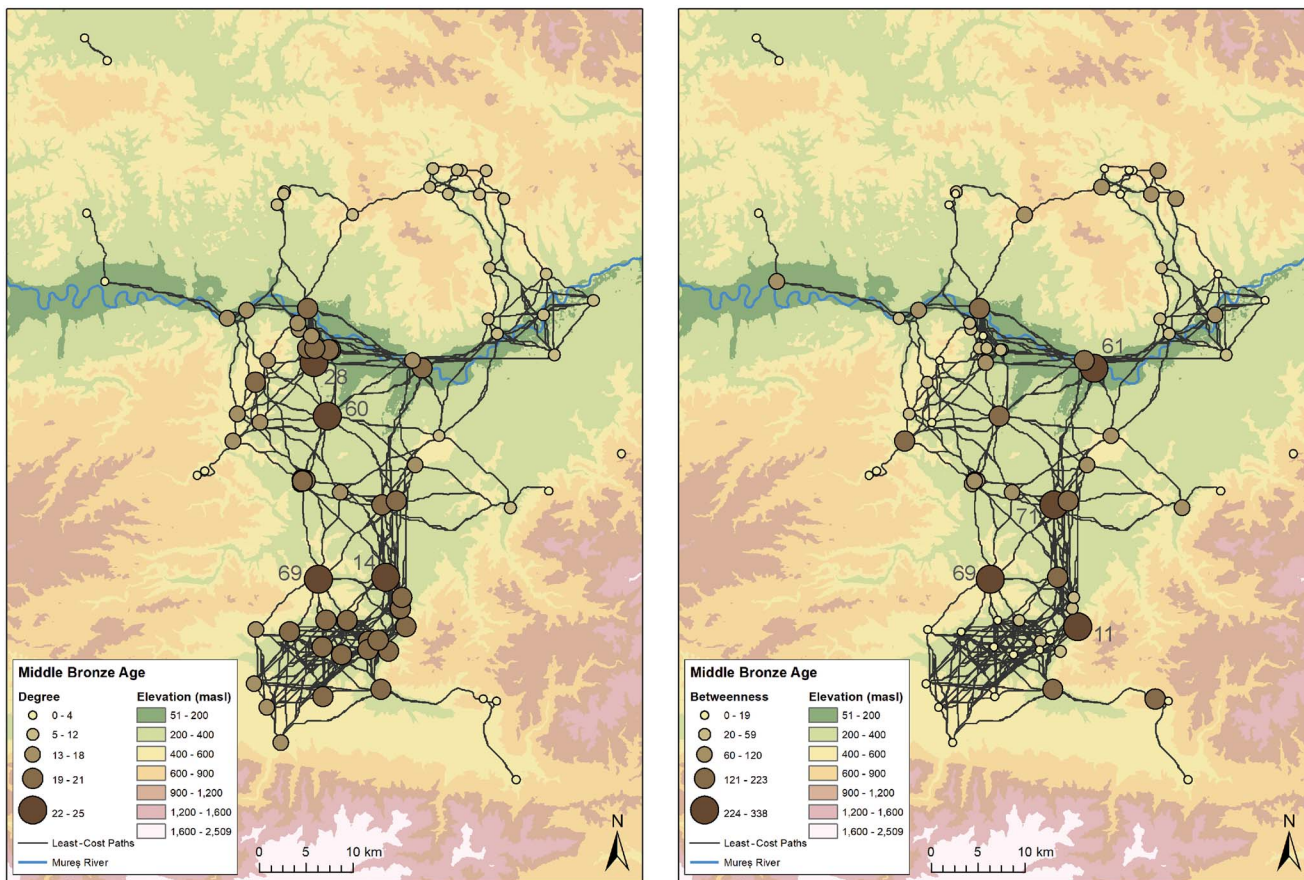 28
60
69
14
Middle Bronze Age
Degree Elevation (masl)
0 - 4 51 - 200
5 - 12 200 - 400
13 - 18 400 - 600
19 - 21 600 - 900
900 - 1,200
22 - 25 1,200 - 1,600
1,600 - 2,509
Least-Cost Paths
Mureș River
0 5 10 km
N
61
71
69
11
Middle Bronze Age
Betweenness Elevation (masl)
0 - 19 51 - 200
20 - 59 200 - 400
60 - 120 400 - 600
121 - 223 600 - 900
900 - 1,200
224 - 338 1,200 - 1,600
1,600 - 2,509
Least-Cost Paths
Mureș River
0 5 10 km
N